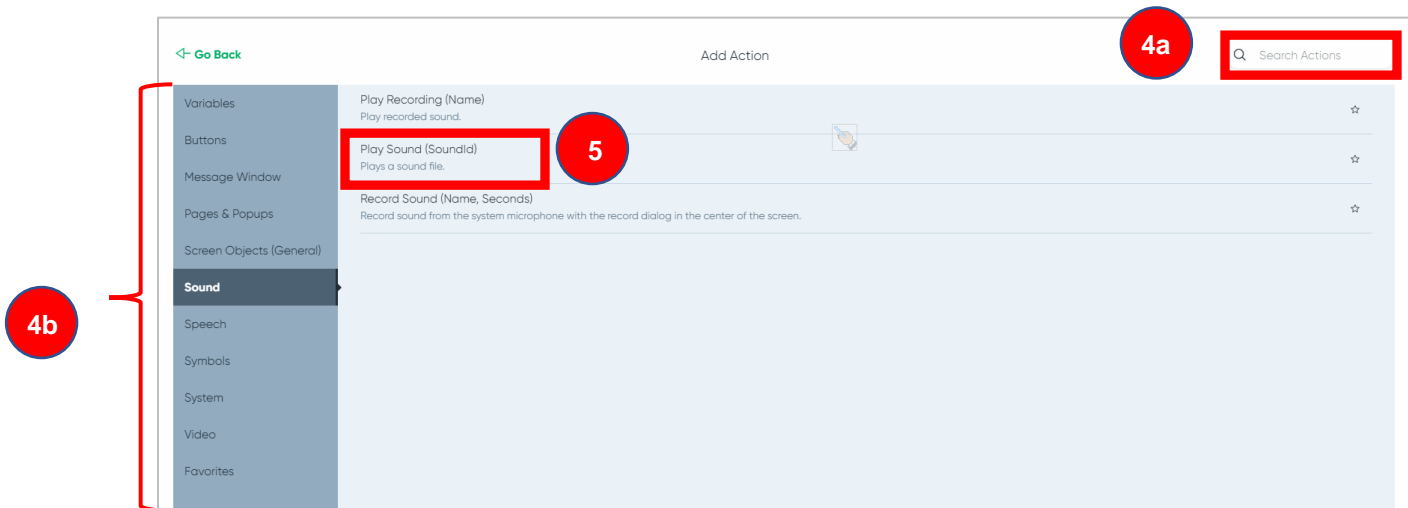 Go Back
Add Action
4a
Search Actions
Variables
Buttons
Message Window
Pages & Popups
Screen Objects (General)
Sound
Speech
Symbols
System
Video
Favorites
4b
Play Recording (Name)
Play recorded sound.
Play Sound (SoundId)
Plays a sound file.
5
Record Sound (Name, Seconds)
Record sound from the system microphone with the record dialog in the center of the screen.